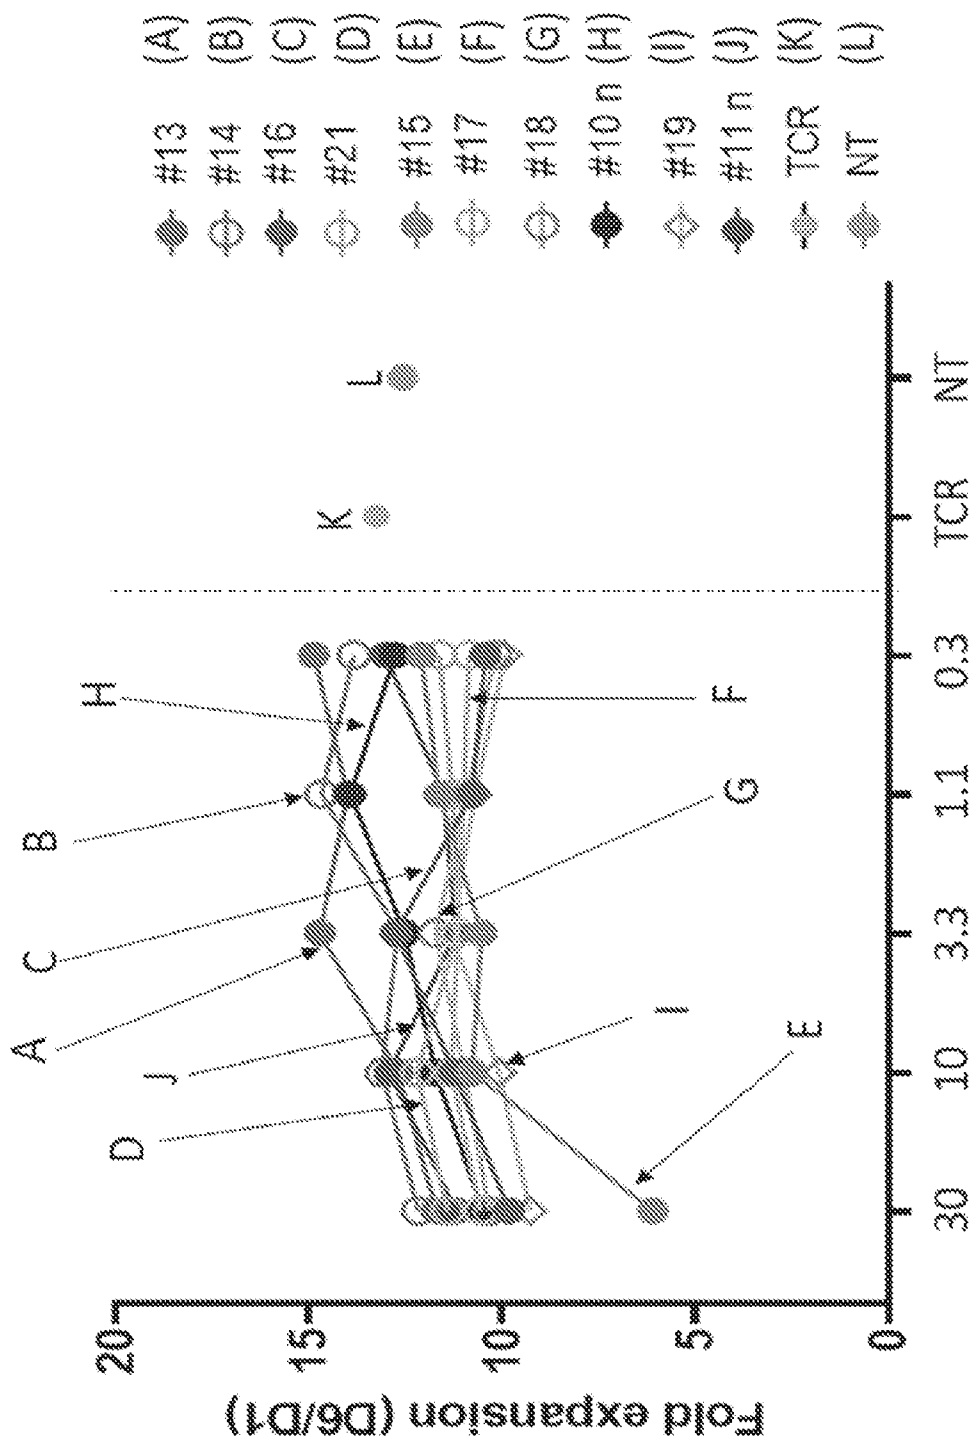 Fold expansion (D6/D1)
20
15
10
5
0
30
10
3.3
1.1
0.3
TCR
NT
A
B
C
D
E
F
G
H
I
J
K
L
#13 (A)
#14 (B)
#16 (C)
#21 (D)
#15 (E)
#17 (F)
#18 (G)
#10 n (H)
#19 (I)
#11 n (J)
TCR (K)
NT (L)